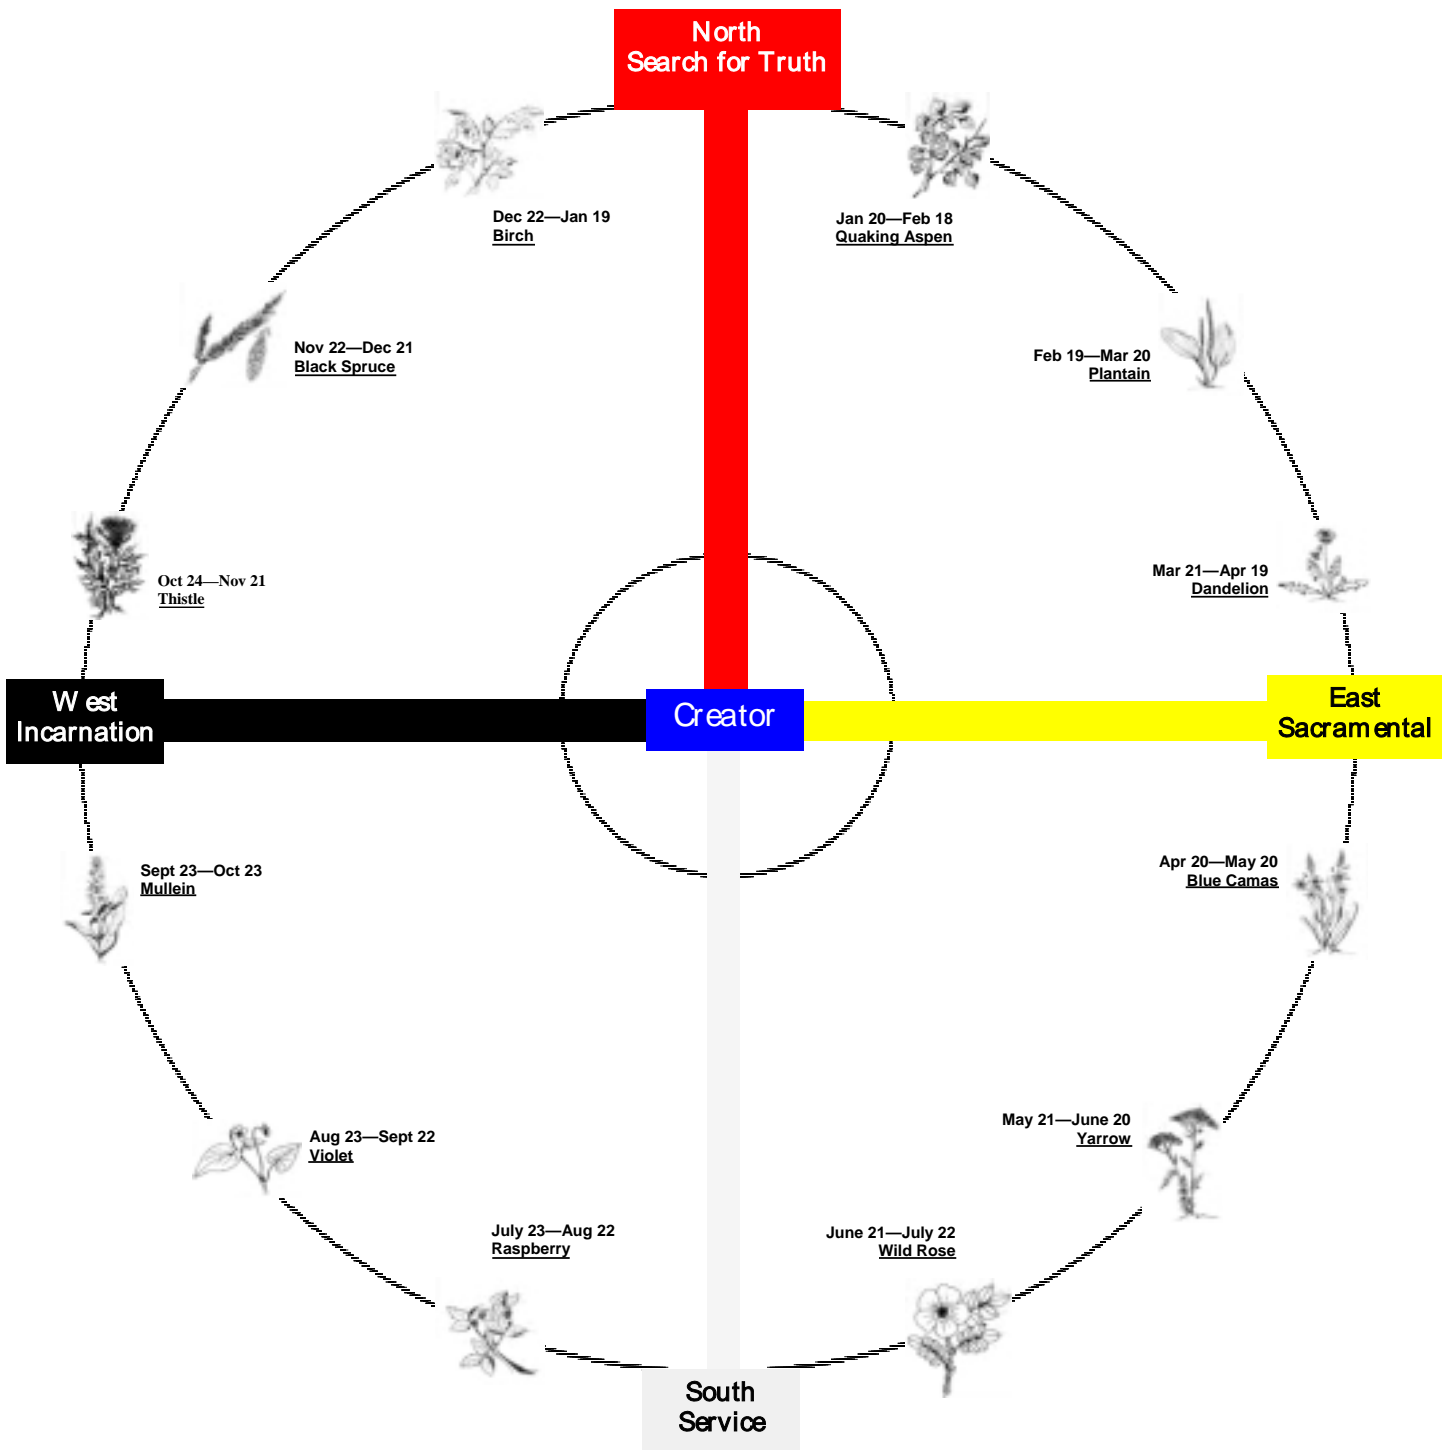 North
Search for Truth
Dec 22—Jan 19
Birch
Jan 20—Feb 18
Quaking Aspen
Nov 22—Dec 21
Black Spruce
Feb 19—Mar 20
Plantain
Oct 24—Nov 21
Thistle
Mar 21—Apr 19
Dandelion
West
Incarnation
Creator
East
Sacramental
Sept 23—Oct 23
Mullein
Apr 20—May 20
Blue Camas
Aug 23—Sept 22
Violet
May 21—June 20
Yarrow
July 23—Aug 22
Raspberry
June 21—July 22
Wild Rose
South
Service